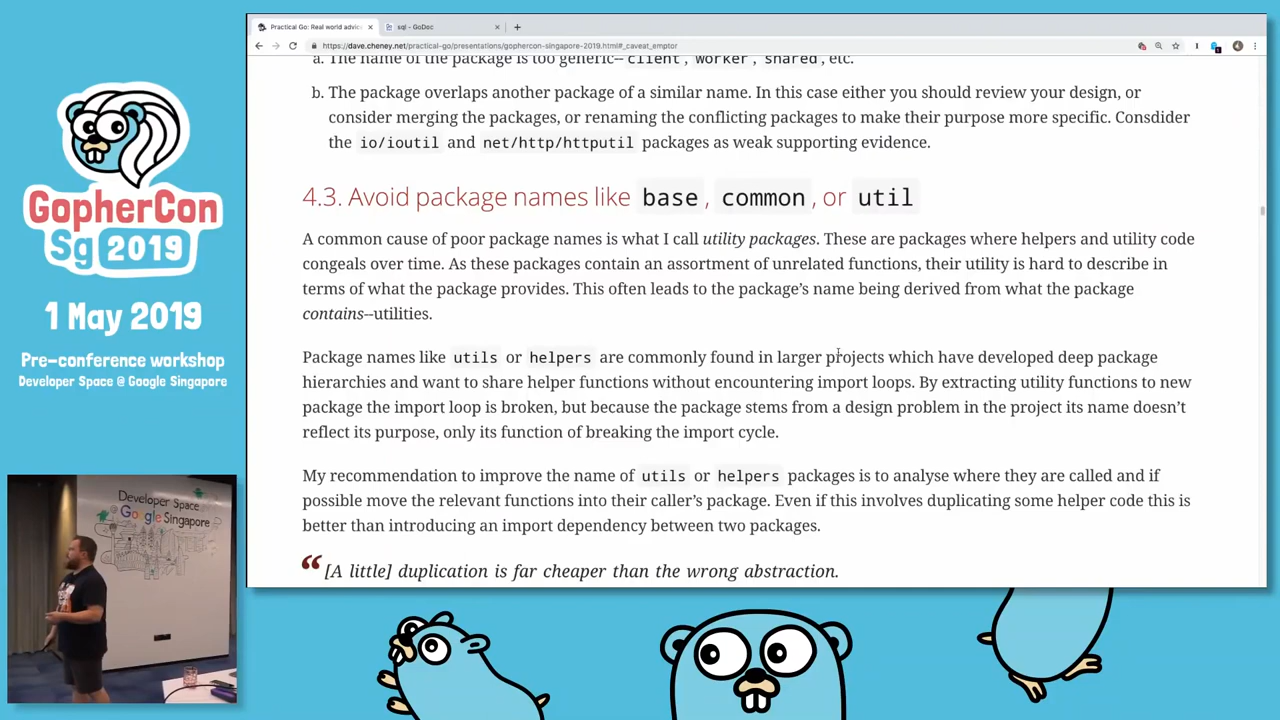 GopherCon
Sg 2019
1 May 2019
Pre-conference workshop
Developer Space @ Google Singapore
Developer Space
@ Google Singapore
Practical Go: Real world advic
sql - GoDoc
https://dave.cheney.net/practical-go/presentations/gophercon-singapore-2019.html#_caveat_emptor
a. The name of the package is too generic-- client, worker, shared, etc.
b. The package overlaps another package of a similar name. In this case either you should review your design, or
consider merging the packages, or renaming the conflicting packages to make their purpose more specific. Consdider
the io/ioutil and net/http/httputil packages as weak supporting evidence.
4.3. Avoid package names like base, common, or util
A common cause of poor package names is what I call utility packages. These are packages where helpers and utility code
congeals over time. As these packages contain an assortment of unrelated functions, their utility is hard to describe in
terms of what the package provides. This often leads to the package’s name being derived from what the package
contains--utilities.
Package names like utils or helpers are commonly found in larger projects which have developed deep package
hierarchies and want to share helper functions without encountering import loops. By extracting utility functions to new
package the import loop is broken, but because the package stems from a design problem in the project its name doesn’t
reflect its purpose, only its function of breaking the import cycle.
My recommendation to improve the name of utils or helpers packages is to analyse where they are called and if
possible move the relevant functions into their caller’s package. Even if this involves duplicating some helper code this is
better than introducing an import dependency between two packages.
“ [A little] duplication is far cheaper than the wrong abstraction.